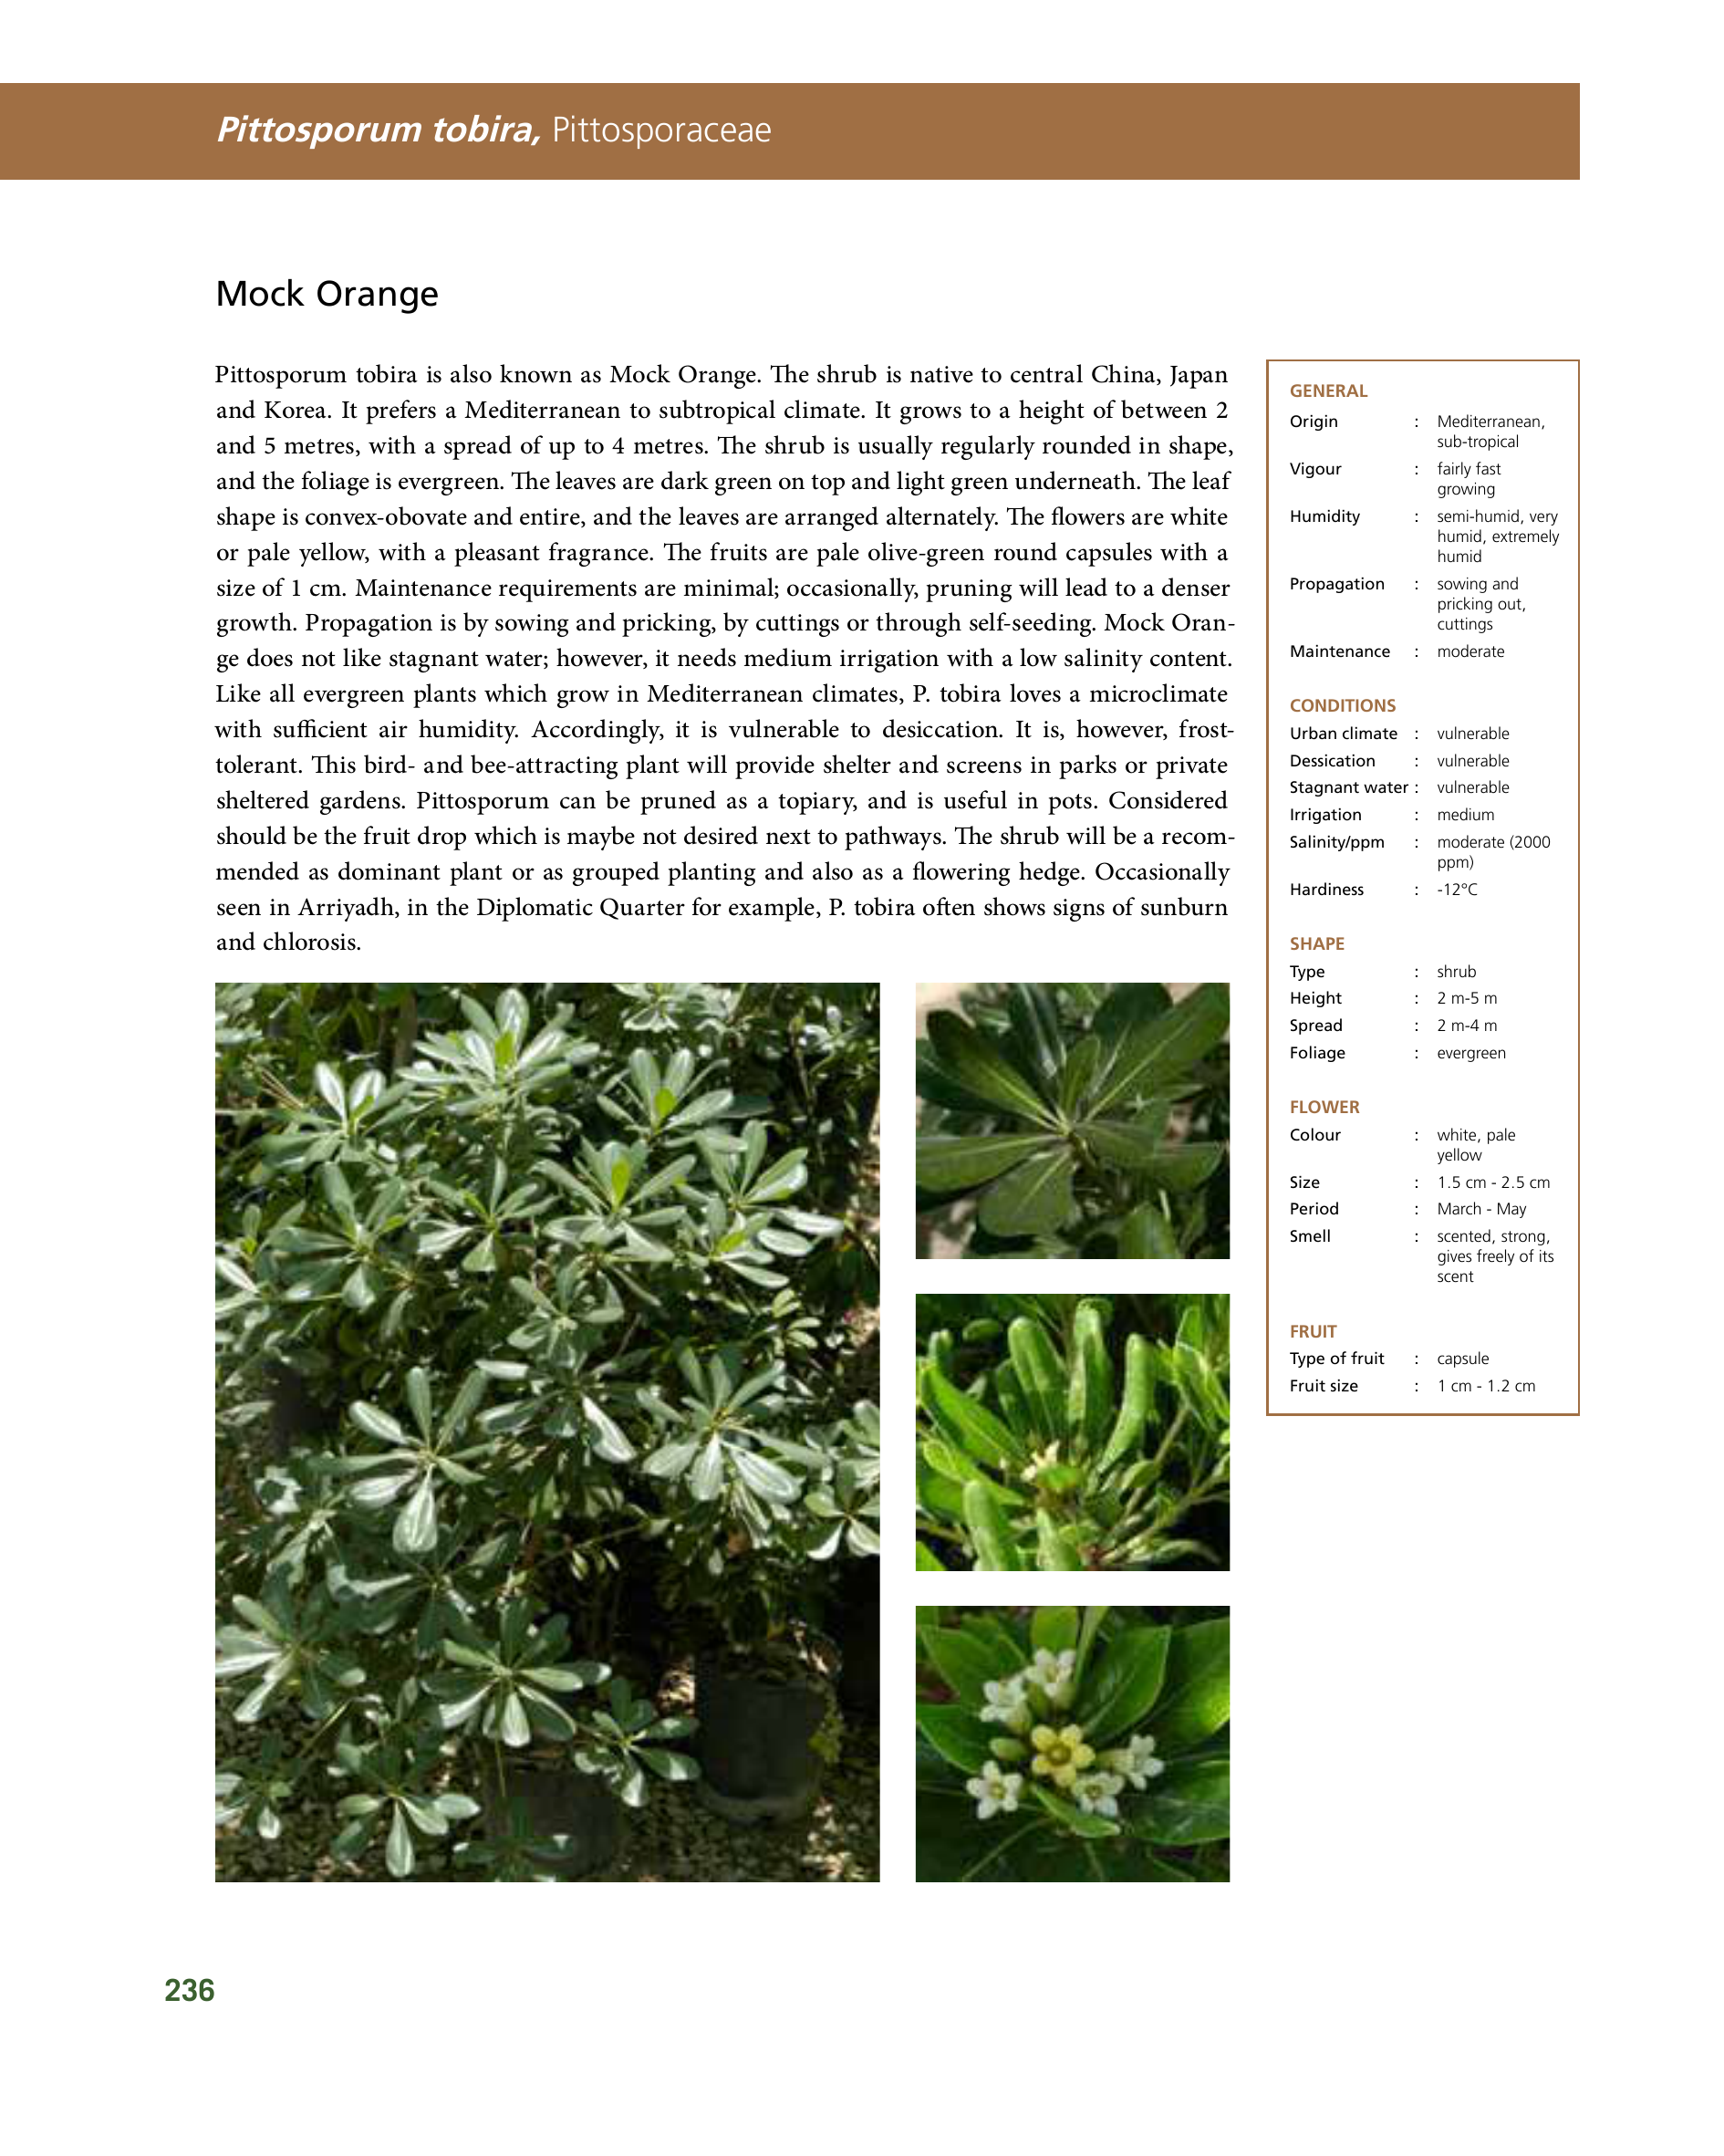 Pittosporum tobira, Pittosporaceae
Mock Orange
Pittosporum tobira is also known as Mock Orange. The shrub is native to central China, Japan
and Korea. It prefers a Mediterranean to subtropical climate. It grows to a height of between 2
and 5 metres, with a spread of up to 4 metres. The shrub is usually regularly rounded in shape,
and the foliage is evergreen. The leaves are dark green on top and light green underneath. The leaf
shape is convex-obovate and entire, and the leaves are arranged alternately. The flowers are white
or pale yellow, with a pleasant fragrance. The fruits are pale olive-green round capsules with a
size of 1 cm. Maintenance requirements are minimal; occasionally, pruning will lead to a denser
growth. Propagation is by sowing and pricking, by cuttings or through self-seeding. Mock Oran-
ge does not like stagnant water; however, it needs medium irrigation with a low salinity content.
Like all evergreen plants which grow in Mediterranean climates, P. tobira loves a microclimate
with sufficient air humidity. Accordingly, it is vulnerable to desiccation. It is, however, frost-
tolerant. This bird- and bee-attracting plant will provide shelter and screens in parks or private
sheltered gardens. Pittosporum can be pruned as a topiary, and is useful in pots. Considered
should be the fruit drop which is maybe not desired next to pathways. The shrub will be a recom-
mended as dominant plant or as grouped planting and also as a flowering hedge. Occasionally
seen in Arriyadh, in the Diplomatic Quarter for example, P. tobira often shows signs of sunburn
and chlorosis.
GENERAL
Origin : Mediterranean,
sub-tropical
Vigour : fairly fast
growing
Humidity : semi-humid, very
humid, extremely
humid
Propagation : sowing and
pricking out,
cuttings
Maintenance : moderate
CONDITIONS
Urban climate : vulnerable
Dessication : vulnerable
Stagnant water : vulnerable
Irrigation : medium
Salinity/ppm : moderate (2000
ppm)
Hardiness : -12°C
SHAPE
Type : shrub
Height : 2 m-5 m
Spread : 2 m-4 m
Foliage : evergreen
FLOWER
Colour : white, pale
yellow
Size : 1.5 cm - 2.5 cm
Period : March - May
Smell : scented, strong,
gives freely of its
scent
FRUIT
Type of fruit : capsule
Fruit size : 1 cm - 1.2 cm
236